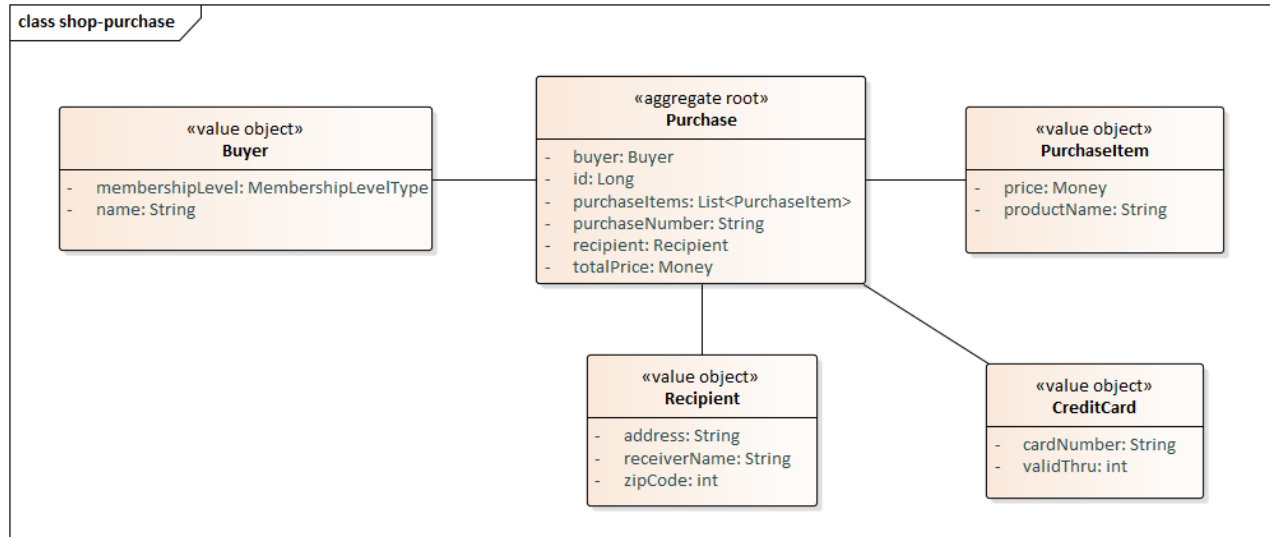 class shop-purchase
«value object»
Buyer
- membershipLevel: MembershipLevelType
- name: String
«aggregate root»
Purchase
- buyer: Buyer
- id: Long
- purchaseItems: List<PurchaseItem>
- purchaseNumber: String
- recipient: Recipient
- totalPrice: Money
«value object»
PurchaseItem
- price: Money
- productName: String
«value object»
Recipient
- address: String
- receiverName: String
- zipCode: int
«value object»
CreditCard
- cardNumber: String
- validThru: int